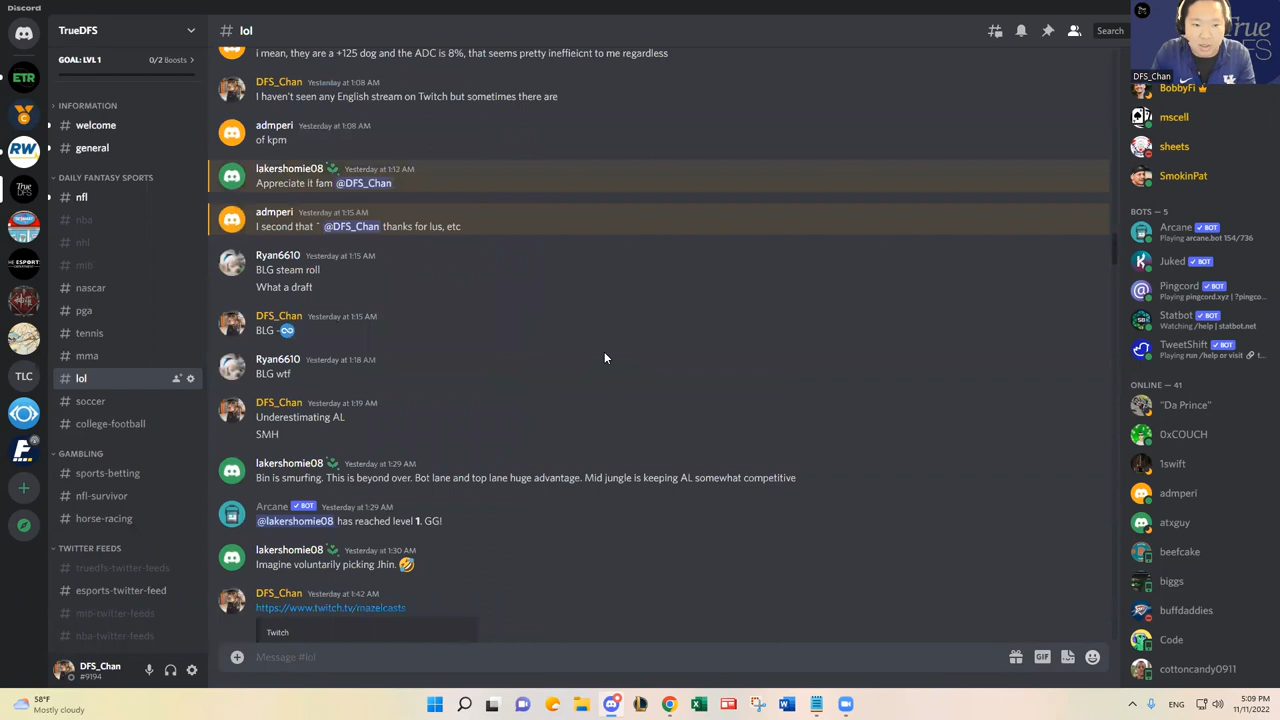 Discord
TrueDFS
GOAL: LVL 1
0/2 Boosts
INFORMATION
# welcome
# general
DAILY FANTASY SPORTS
# nfl
# nba
# nhl
# mlb
# nascar
# pga
# tennis
# mma
# lol
# soccer
# college-football
GAMBLING
# sports-betting
# nfl-survivor
# horse-racing
TWITTER FEEDS
# truedfs-twitter-feeds
# esports-twitter-feed
# mlb-twitter-feeds
# nba-twitter-feeds
DFS_Chan
#9194
ETR
RW
True
DFS
THE ESPORTS
TLC
# lol
Search
i mean, they are a +125 dog and the ADC is 8%, that seems pretty ineffieicnt to me regardless
DFS_Chan Yesterday at 1:08 AM
I haven't seen any English stream on Twitch but sometimes there are
admperi Yesterday at 1:08 AM
of kpm
lakershomie08 Yesterday at 1:12 AM
Appreciate it fam @DFS_Chan
admperi Yesterday at 1:15 AM
I second that ^ @DFS_Chan thanks for lus, etc
Ryan6610 Yesterday at 1:15 AM
BLG steam roll
What a draft
DFS_Chan Yesterday at 1:15 AM
BLG -♾️
Ryan6610 Yesterday at 1:18 AM
BLG wtf
DFS_Chan Yesterday at 1:19 AM
Underestimating AL
SMH
lakershomie08 Yesterday at 1:29 AM
Bin is smurfing. This is beyond over. Bot lane and top lane huge advantage. Mid jungle is keeping AL somewhat competitive
Arcane ✓ BOT Yesterday at 1:29 AM
@lakershomie08 has reached level 1. GG!
lakershomie08 Yesterday at 1:30 AM
Imagine voluntarily picking Jhin. 🤣
DFS_Chan Yesterday at 1:42 AM
https://www.twitch.tv/mazelcasts
Twitch
Message #lol
GIF
True
DFS
DFS_Chan
BobbyFi
mscell
sheets
SmokinPat
BOTS — 5
Arcane ✓ BOT
Playing arcane.bot 154/736
Juked ✓ BOT
Pingcord ✓ BOT
Playing pingcord.xyz | ?pingco...
Statbot ✓ BOT
Watching /help | statbot.net
TweetShift ✓ BOT
Playing run /help or visit 🔗 t...
ONLINE — 41
"Da Prince"
0xCOUCH
1swift
admperi
atxguy
beefcake
biggs
buffdaddies
Code
cottoncandy0911
58°F
Mostly cloudy
ENG
5:09 PM
11/11/2022